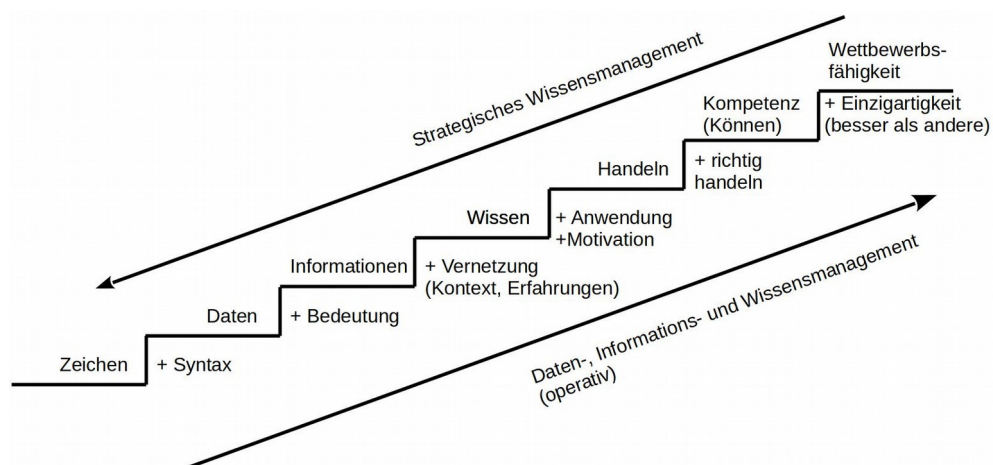 Strategisches Wissensmanagement
Wettbewerbs-
fähigkeit
+ Einzigartigkeit
(besser als andere)
Kompetenz
(Können)
+ richtig
handeln
Handeln
+ Anwendung
+Motivation
Wissen
+ Vernetzung
(Kontext, Erfahrungen)
Informationen
+ Bedeutung
Daten
+ Syntax
Zeichen
Daten-, Informations- und Wissensmanagement
(operativ)